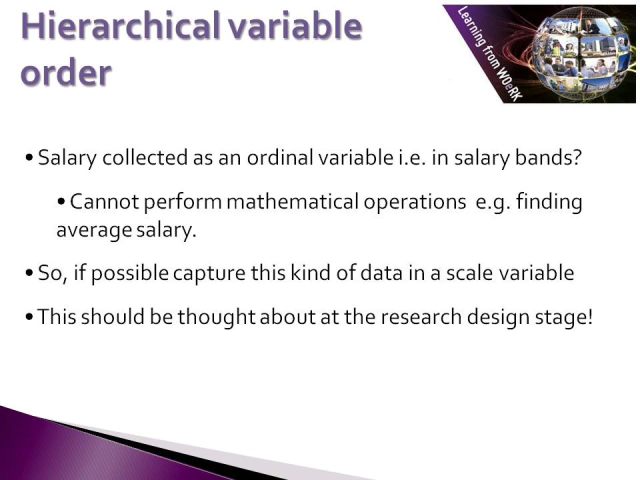 Hierarchical variable
order
Learning from WOeRK
•Salary collected as an ordinal variable i.e. in salary bands?
•Cannot perform mathematical operations e.g. finding
average salary.
•So, if possible capture this kind of data in a scale variable
•This should be thought about at the research design stage!